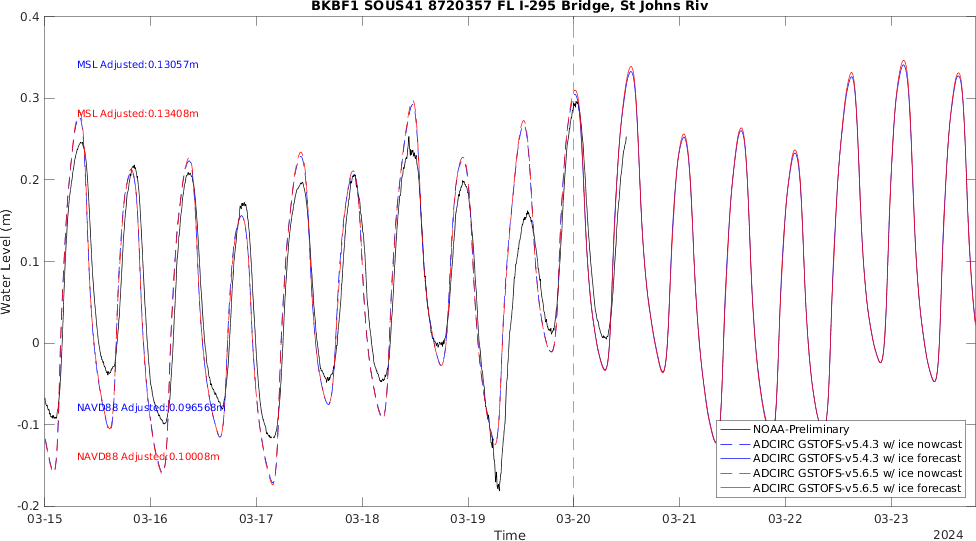 BKBF1 SOUS41 8720357 FL I-295 Bridge, St Johns Riv
Water Level (m)
0.4
0.3
0.2
0.1
0
-0.1
-0.2
MSL Adjusted:0.13057m
MSL Adjusted:0.13408m
NAVD88 Adjusted:0.096568m
NAVD88 Adjusted:0.10008m
NOAA-Preliminary
ADCIRC GSTOFS-v5.4.3 w/ ice nowcast
ADCIRC GSTOFS-v5.4.3 w/ ice forecast
ADCIRC GSTOFS-v5.6.5 w/ ice nowcast
ADCIRC GSTOFS-v5.6.5 w/ ice forecast
03-15 03-16 03-17 03-18 03-19 03-20 03-21 03-22 03-23
Time
2024